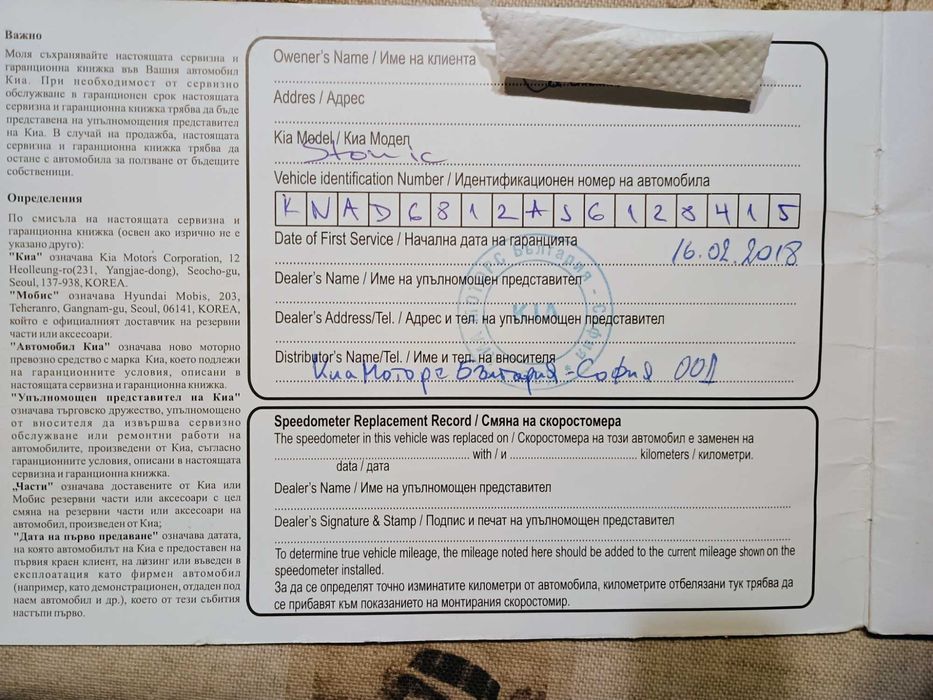 Важно
Моля съхранявайте настоящата сервизна и
гаранционна книжка във Вашия автомобил
Киа. При необходимост от сервизно
обслужване в гаранционен срок настоящата
сервизна и гаранционна книжка трябва да бъде
представена на упълномощения представител
на Киа. В случай на продажба, настоящата
сервизна и гаранционна книжка трябва да
остане с автомобила за ползване от бъдещите
собственици.
Определения
По смисъла на настоящата сервизна и
гаранционна книжка (освен ако изрично не е
указано друго):
"Киа" означава Kia Motors Corporation, 12
Heolleung-ro(231, Yangjae-dong), Seocho-gu,
Seoul, 137-938, KOREA.
"Мобис" означава Hyundai Mobis, 203,
Teheranro, Gangnam-gu, Seoul, 06141, KOREA,
който е официалният доставчик на резервни
части или аксесоари.
"Автомобил Киа" означава ново моторно
превозно средство с марка Киа, което подлежи
на гаранционните условия, описани в
настоящата сервизна и гаранционна книжка.
"Упълномощен представител на Киа"
означава търговско дружество, упълномощено
от вносителя да извършва сервизно
обслужване или ремонтни работи на
автомобилите, произведени от Киа, съгласно
гаранционните условия, описани в настоящата
сервизна и гаранционна книжка.
„Части" означава доставените от Киа или
Мобис резервни части или аксесоари с цел
смяна на резервни части или аксесоари на
автомобил, произведен от Киа;
"Дата на първо предаване" означава датата,
на която автомобилът на Киа е предоставен на
първия краен клиент, на лизинг или въведен в
експлоатация като фирмен автомобил
(например, като демонстрационен, отдаден под
наем автомобил и др.), което от тези събития
настъпи първо.
Owener's Name / Име на клиента
Addres / Адрес
Kia Model / Киа Модел
Stonic
Vehicle identification Number / Идентификационен номер на автомобила
KNAD6812AJ6128415
Date of First Service / Начална дата на гаранцията
16.02.2018
Dealer's Name / Име на упълномощен представител
КИА МОТОРС България - София
KIA
Dealer's Address/Tel. / Адрес и тел. на упълномощен представител
Distributor's Name/Tel. / Име и тел. на вносителя
Киа Моторс България - София 001
Speedometer Replacement Record / Смяна на скоростомера
The speedometer in this vehicle was replaced on / Скоростомера на този автомобил е заменен на
with / и kilometers / километри.
data / дата
Dealer's Name / Име на упълномощен представител
Dealer's Signature & Stamp / Подпис и печат на упълномощен представител
To determine true vehicle mileage, the mileage noted here should be added to the current mileage shown on the
speedometer installed.
За да се определят точно изминатите километри от автомобила, километрите отбелязани тук трябва да
се прибавят към показанието на монтирания скоростомир.